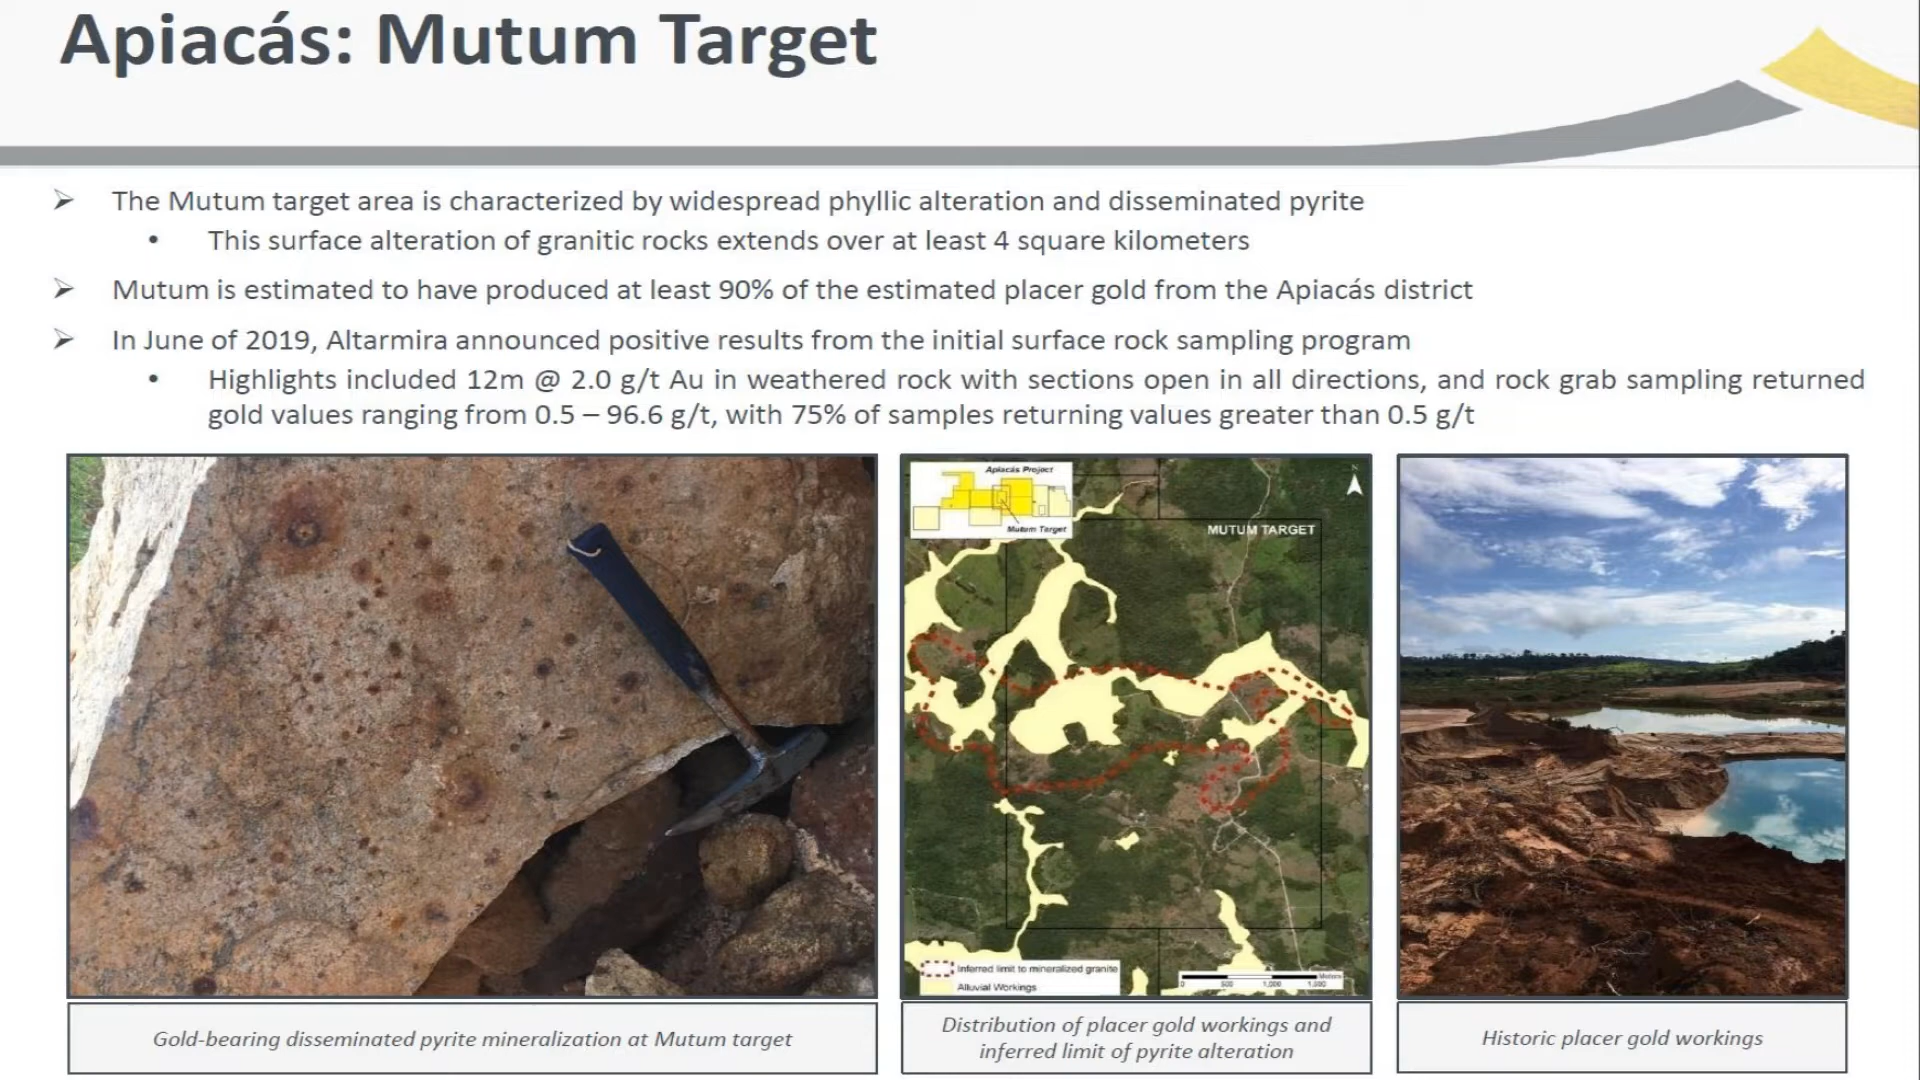 Apiacás: Mutum Target
➢ The Mutum target area is characterized by widespread phyllic alteration and disseminated pyrite
• This surface alteration of granitic rocks extends over at least 4 square kilometers
➢ Mutum is estimated to have produced at least 90% of the estimated placer gold from the Apiacás district
➢ In June of 2019, Altarmira announced positive results from the initial surface rock sampling program
• Highlights included 12m @ 2.0 g/t Au in weathered rock with sections open in all directions, and rock grab sampling returned
gold values ranging from 0.5 – 96.6 g/t, with 75% of samples returning values greater than 0.5 g/t
Apiacás Project
Mutum Target
N
MUTUM TARGET
Inferred limit to mineralized granite
Alluvial Workings
Meters
0 500 1,000 1,500
Gold-bearing disseminated pyrite mineralization at Mutum target
Distribution of placer gold workings and
inferred limit of pyrite alteration
Historic placer gold workings